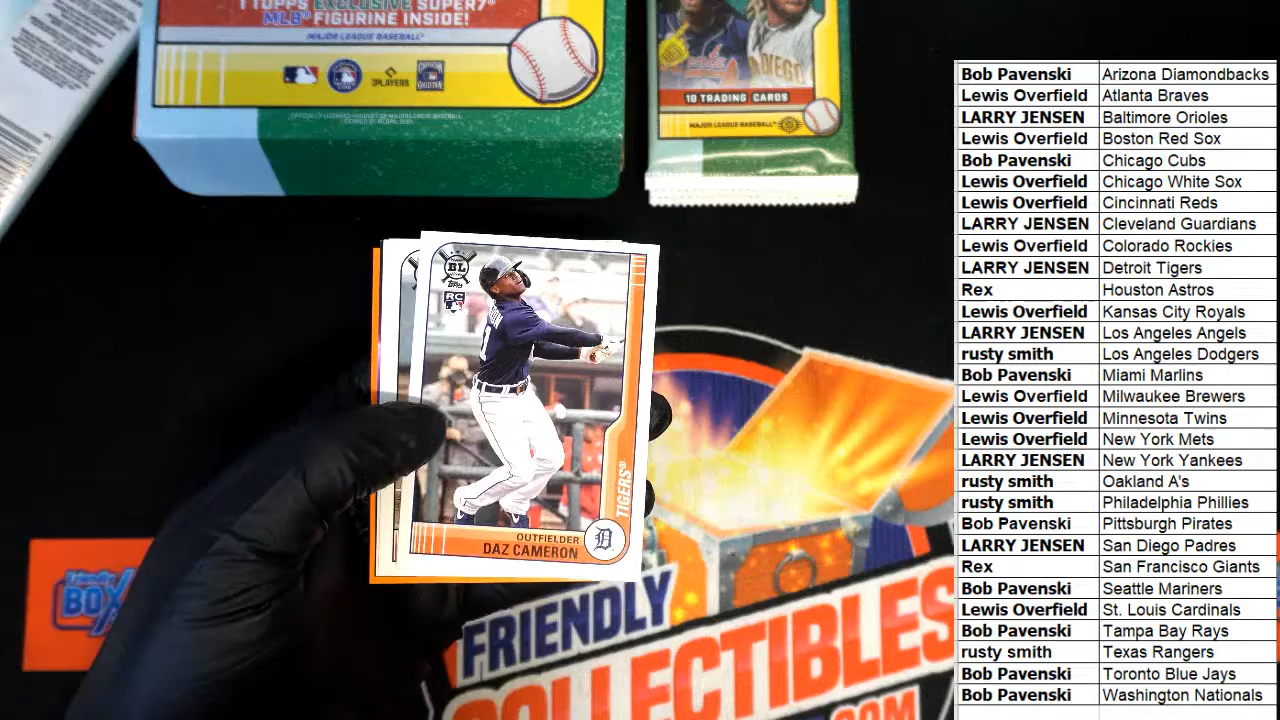 1 TOPPS EXCLUSIVE SUPER7®
MLB® FIGURINE INSIDE!
MAJOR LEAGUE BASEBALL®
PLAYERS
DIEGO
10 TRADING CARDS
MAJOR LEAGUE BASEBALL®
BL
Topps
RC
TIGERS®
OUTFIELDER
DAZ CAMERON
D
Friendly
BOX
FRIENDLY
COLLECTIBLES
.COM
Bob Pavenski Arizona Diamondbacks
Lewis Overfield Atlanta Braves
LARRY JENSEN Baltimore Orioles
Lewis Overfield Boston Red Sox
Bob Pavenski Chicago Cubs
Lewis Overfield Chicago White Sox
Lewis Overfield Cincinnati Reds
LARRY JENSEN Cleveland Guardians
Lewis Overfield Colorado Rockies
LARRY JENSEN Detroit Tigers
Rex Houston Astros
Lewis Overfield Kansas City Royals
LARRY JENSEN Los Angeles Angels
rusty smith Los Angeles Dodgers
Bob Pavenski Miami Marlins
Lewis Overfield Milwaukee Brewers
Lewis Overfield Minnesota Twins
Lewis Overfield New York Mets
LARRY JENSEN New York Yankees
rusty smith Oakland A's
rusty smith Philadelphia Phillies
Bob Pavenski Pittsburgh Pirates
LARRY JENSEN San Diego Padres
Rex San Francisco Giants
Bob Pavenski Seattle Mariners
Lewis Overfield St. Louis Cardinals
Bob Pavenski Tampa Bay Rays
rusty smith Texas Rangers
Bob Pavenski Toronto Blue Jays
Bob Pavenski Washington Nationals